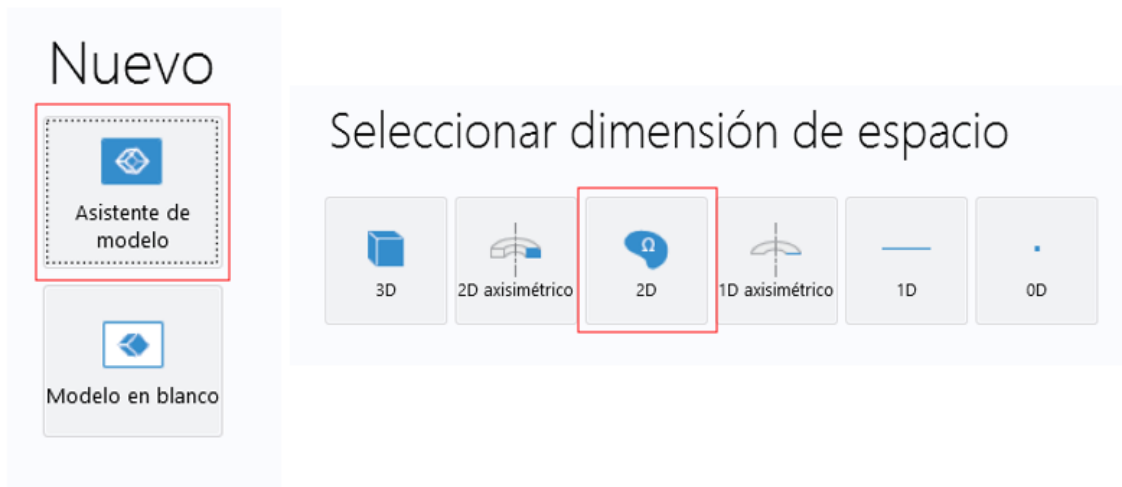 Nuevo
Asistente de
modelo
Modelo en blanco
Seleccionar dimensión de espacio
3D
2D axisimétrico
Ω
2D
1D axisimétrico
1D
0D